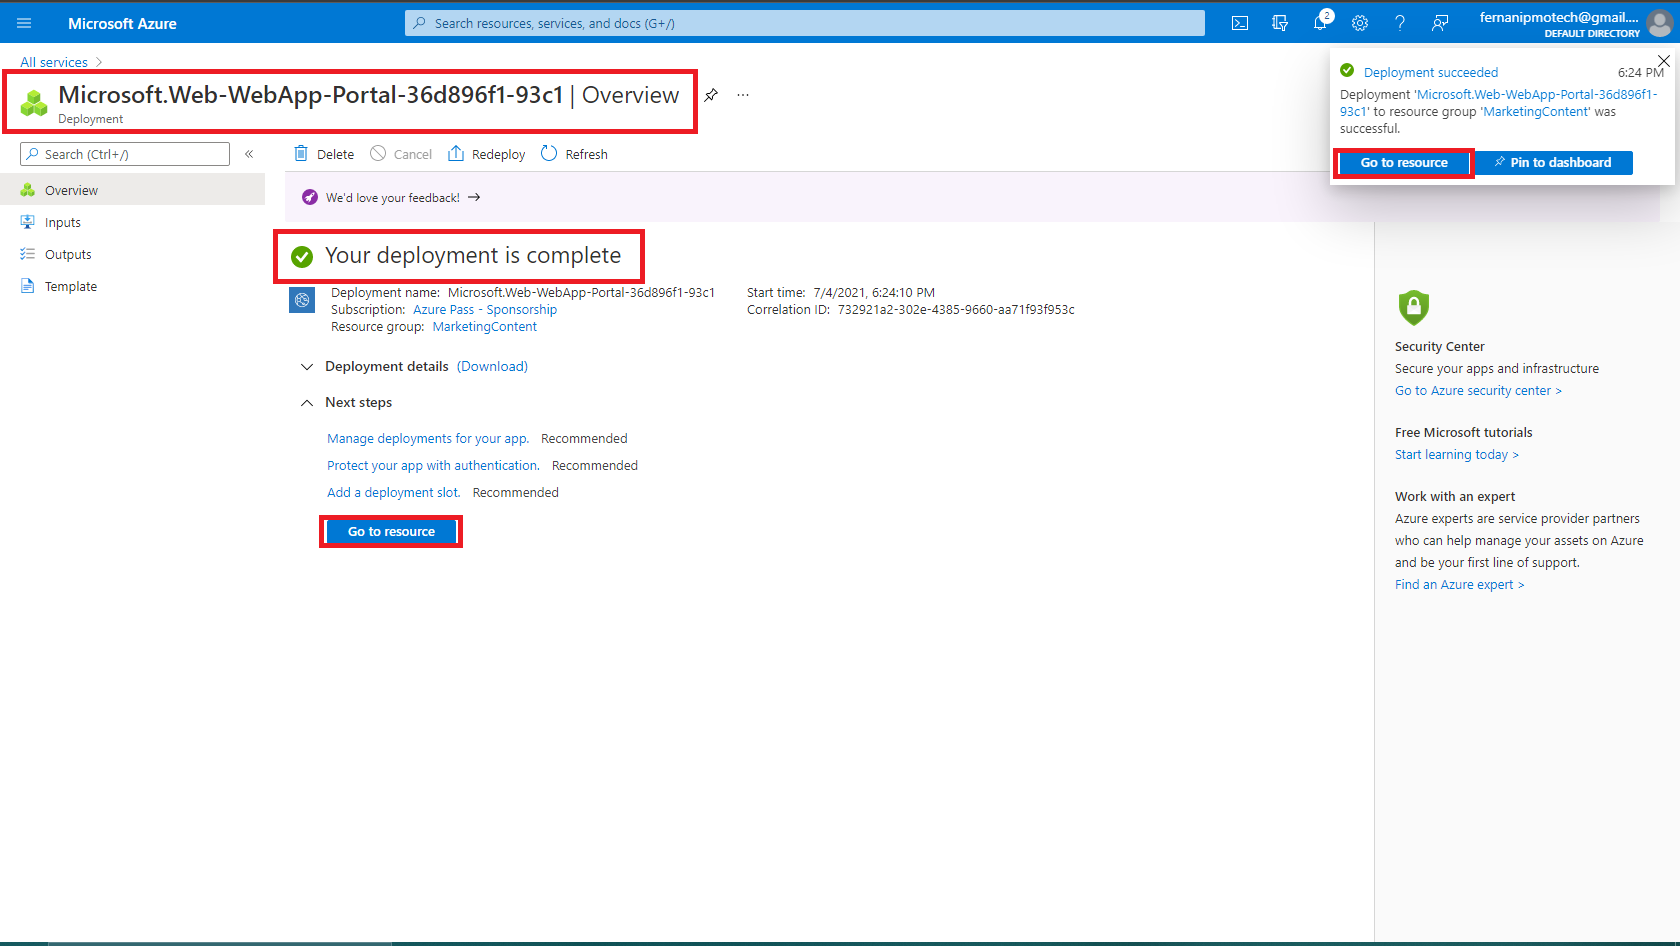 Microsoft Azure
Search resources, services, and docs (G+/)
2
fernanipmotech@gmail....
DEFAULT DIRECTORY
All services >
Microsoft.Web-WebApp-Portal-36d896f1-93c1 | Overview
Deployment
...
Deployment succeeded 6:24 PM
Deployment 'Microsoft.Web-WebApp-Portal-36d896f1-
93c1' to resource group 'MarketingContent' was
successful.
Go to resource
Pin to dashboard
Search (Ctrl+/)
«
Overview
Inputs
Outputs
Template
Delete
Cancel
Redeploy
Refresh
We'd love your feedback! →
Your deployment is complete
Deployment name: Microsoft.Web-WebApp-Portal-36d896f1-93c1
Subscription: Azure Pass - Sponsorship
Resource group: MarketingContent
Start time: 7/4/2021, 6:24:10 PM
Correlation ID: 732921a2-302e-4385-9660-aa71f93f953c
Deployment details (Download)
Next steps
Manage deployments for your app. Recommended
Protect your app with authentication. Recommended
Add a deployment slot. Recommended
Go to resource
Security Center
Secure your apps and infrastructure
Go to Azure security center >
Free Microsoft tutorials
Start learning today >
Work with an expert
Azure experts are service provider partners
who can help manage your assets on Azure
and be your first line of support.
Find an Azure expert >